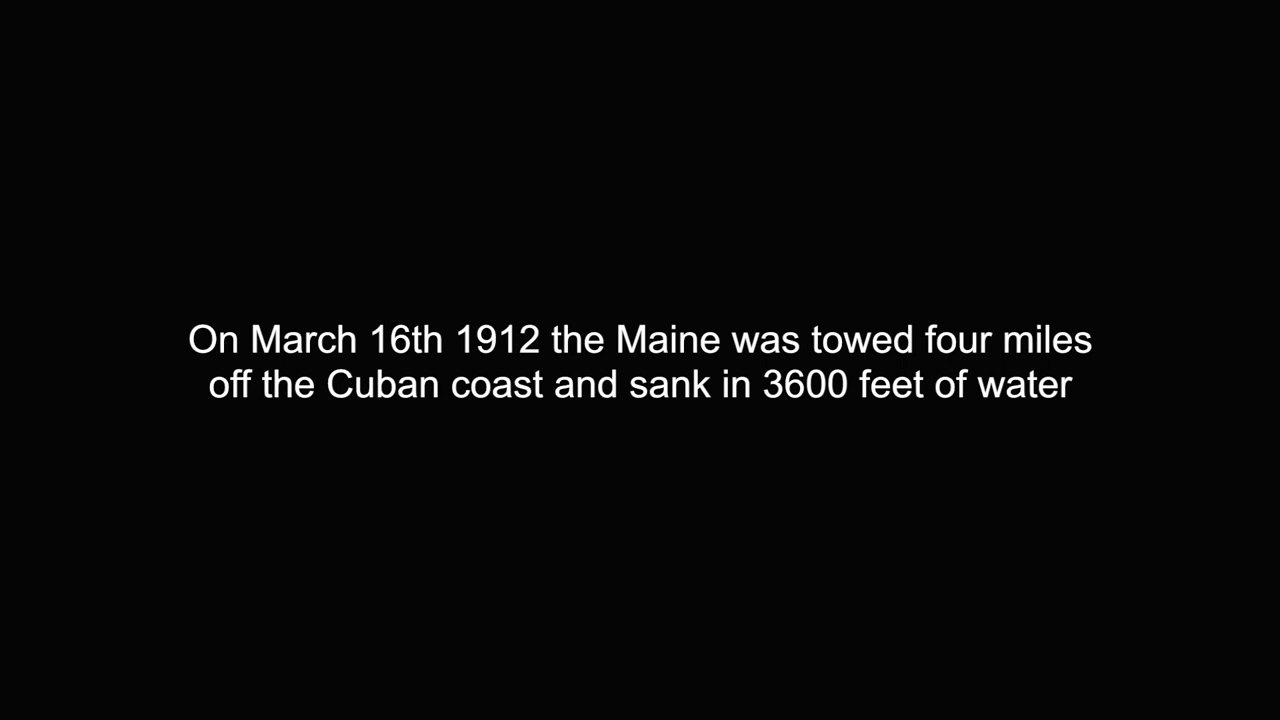 On March 16th 1912 the Maine was towed four miles
off the Cuban coast and sank in 3600 feet of water